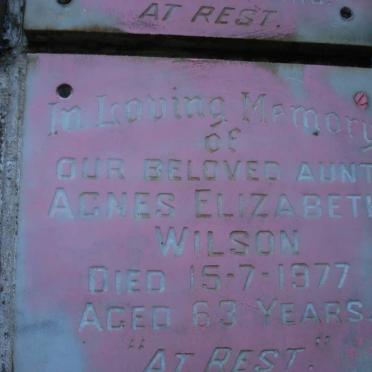 AT REST.
In Loving Memory
of
OUR BELOVED AUNT
AGNES ELIZABETH
WILSON
DIED 15-7-1977
AGED 63 YEARS.
"AT REST."